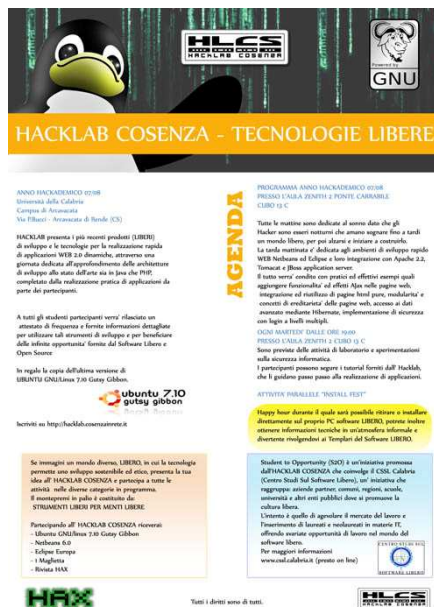 HLCS
HACKLAB COSENZA
Powered by
GNU
HACKLAB COSENZA - TECNOLOGIE LIBERE
ANNO HACKADEMICO 07/08
Università della Calabria
Campus di Arcavacata
Via P.Bucci - Arcavacata di Rende (CS)
HACKLAB presenta i più recenti prodotti (LIBERI)
di sviluppo e le tecnologie per la realizzazione rapida
di applicazioni WEB 2.0 dinamiche, attraverso una
giornata dedicata all'approfondimento delle architetture
di sviluppo allo stato dell'arte sia in Java che PHP,
completato dalla realizzazione pratica di applicazioni da
parte dei partecipanti.
A tutti gli studenti partecipanti verra' rilasciato un
attestato di frequenza e fornite informazioni dettagliate
per utilizzare tali strumenti di sviluppo e per beneficiare
delle infinite opportunita' fornite dal Software Libero e
Open Source
In regalo la copia dell'ultima versione di
UBUNTU GNU/Linux 7.10 Gutsy Gibbon.
ubuntu 7.10
gutsy gibbon
Iscriviti su http://hacklab.cosenzainrete.it
AGENDA
PROGRAMMA ANNO HACKADEMICO 07/08
PRESSO L'AULA ZENITH 2 PONTE CARRABILE
CUBO 13 C
Tutte le mattine sono dedicate al sonno dato che gli
Hacker sono esseri notturni che amano sognare fino a tardi
un mondo libero, per poi alzarsi e iniziare a costruirlo.
La tarda mattinata e' dedicata agli ambienti di sviluppo rapido
WEB Netbeans ed Eclipse e loro integrazione con Apache 2.2,
Tomacat e JBoss application server.
Il tutto verra' condito con pratici ed effettivi esempi quali
aggiungere funzionalita' ed effetti Ajax nelle pagine web,
integrazione ed riutilizzo di pagine html pure, modularita' e
concetti di ereditarieta' delle pagine web, accesso ai dati
avanzato mediante Hibernate, implementazione di sicurezza
con login a livelli multipli.
OGNI MARTEDI' DALLE ORE 19.00
PRESSO L'AULA ZENITH 2 CUBO 13 C
Sono previste delle attività di laboratorio e sperimentazioni
sulla sicurezza informatica.
I partecipanti possono seguire i tutorial forniti dall' Hacklab,
che li guidano passo passo alla realizzazione di applicazioni.
ATTIVITA' PARALLELE "INSTALL FEST"
Happy hour durante il quale sarà possibile ritirare o installare
direttamente sul proprio PC software LIBERO, potrete inoltre
ottenere informazioni tecniche in un'atmosfera informale e
divertente rivolgendovi ai Templari del Software LIBERO.
Se immagini un mondo diverso, LIBERO, in cui la tecnologia
permette uno sviluppo sostenibile ed etico, presenta la tua
idea all' HACKLAB COSENZA e partecipa a tutte le
attività nelle diverse categorie in programma.
Il montepremi in palio è costituito da
STRUMENTI LIBERI PER MENTI LIBERE
Partecipando all' HACKLAB COSENZA riceverai:
- Ubuntu GNU/linux 7.10 Gutsy Gibbon
- Netbeans 6.0
- Eclipse Europa
- 1 Maglietta
- Rivista HAX
Student to Opportunity (S2O) è un'iniziativa promossa
dall'HACKLAB COSENZA che coinvolge il CSSL Calabria
(Centro Studi Sul Software Libero), un' iniziativa che
raggruppa: aziende partner, comuni, regioni, scuole,
università e altri enti pubblici dove si promuove la
cultura libera.
L'intento è quello di agevolare il mercato del lavoro e
l'inserimento di laureati e neolaureati in materie IT,
offrendo svariate opportunità di lavoro nel mondo del
software libero.
Per maggiori informazioni
www.cssl.calabria.it (presto on line)
CENTRO STUDI SUL
SOFTWARE LIBERO
HAX
Tutti i diritti sono di tutti.
HLCS
HACKLAB COSENZA